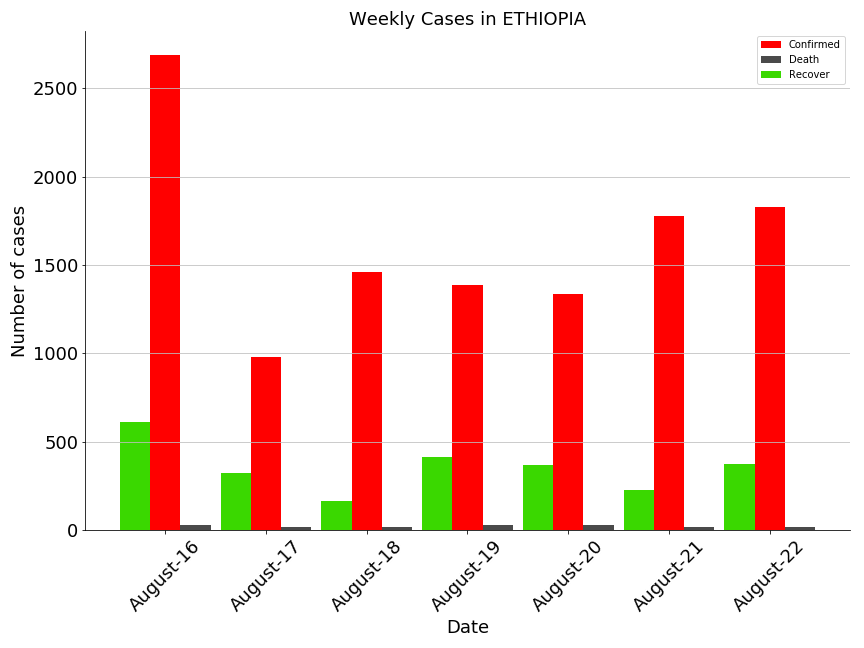 Weekly Cases in ETHIOPIA
Confirmed
Death
Recover
Number of cases
2500
2000
1500
1000
500
0
August-16
August-17
August-18
August-19
August-20
August-21
August-22
Date